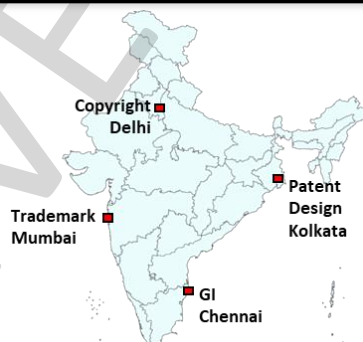 Copyright
Delhi
Patent
Design
Kolkata
Trademark
Mumbai
GI
Chennai